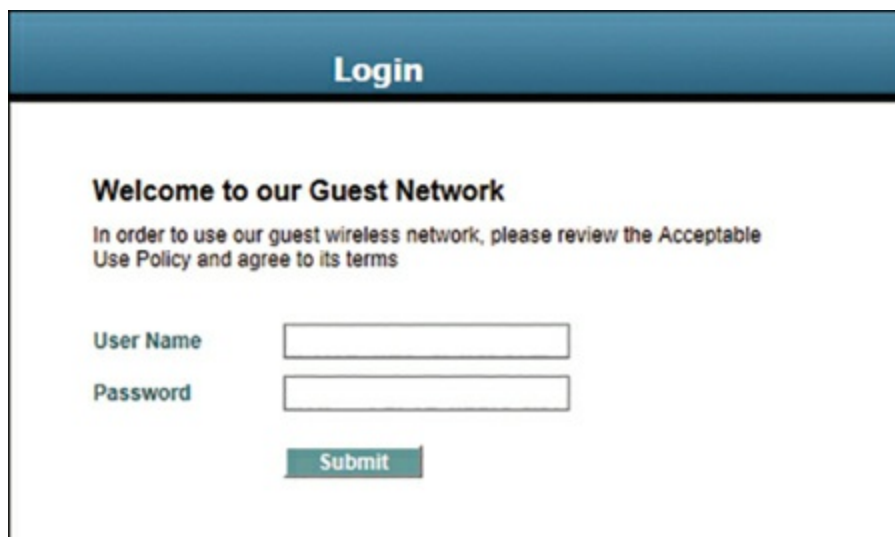 Login
Welcome to our Guest Network
In order to use our guest wireless network, please review the Acceptable
Use Policy and agree to its terms
User Name
Password
Submit